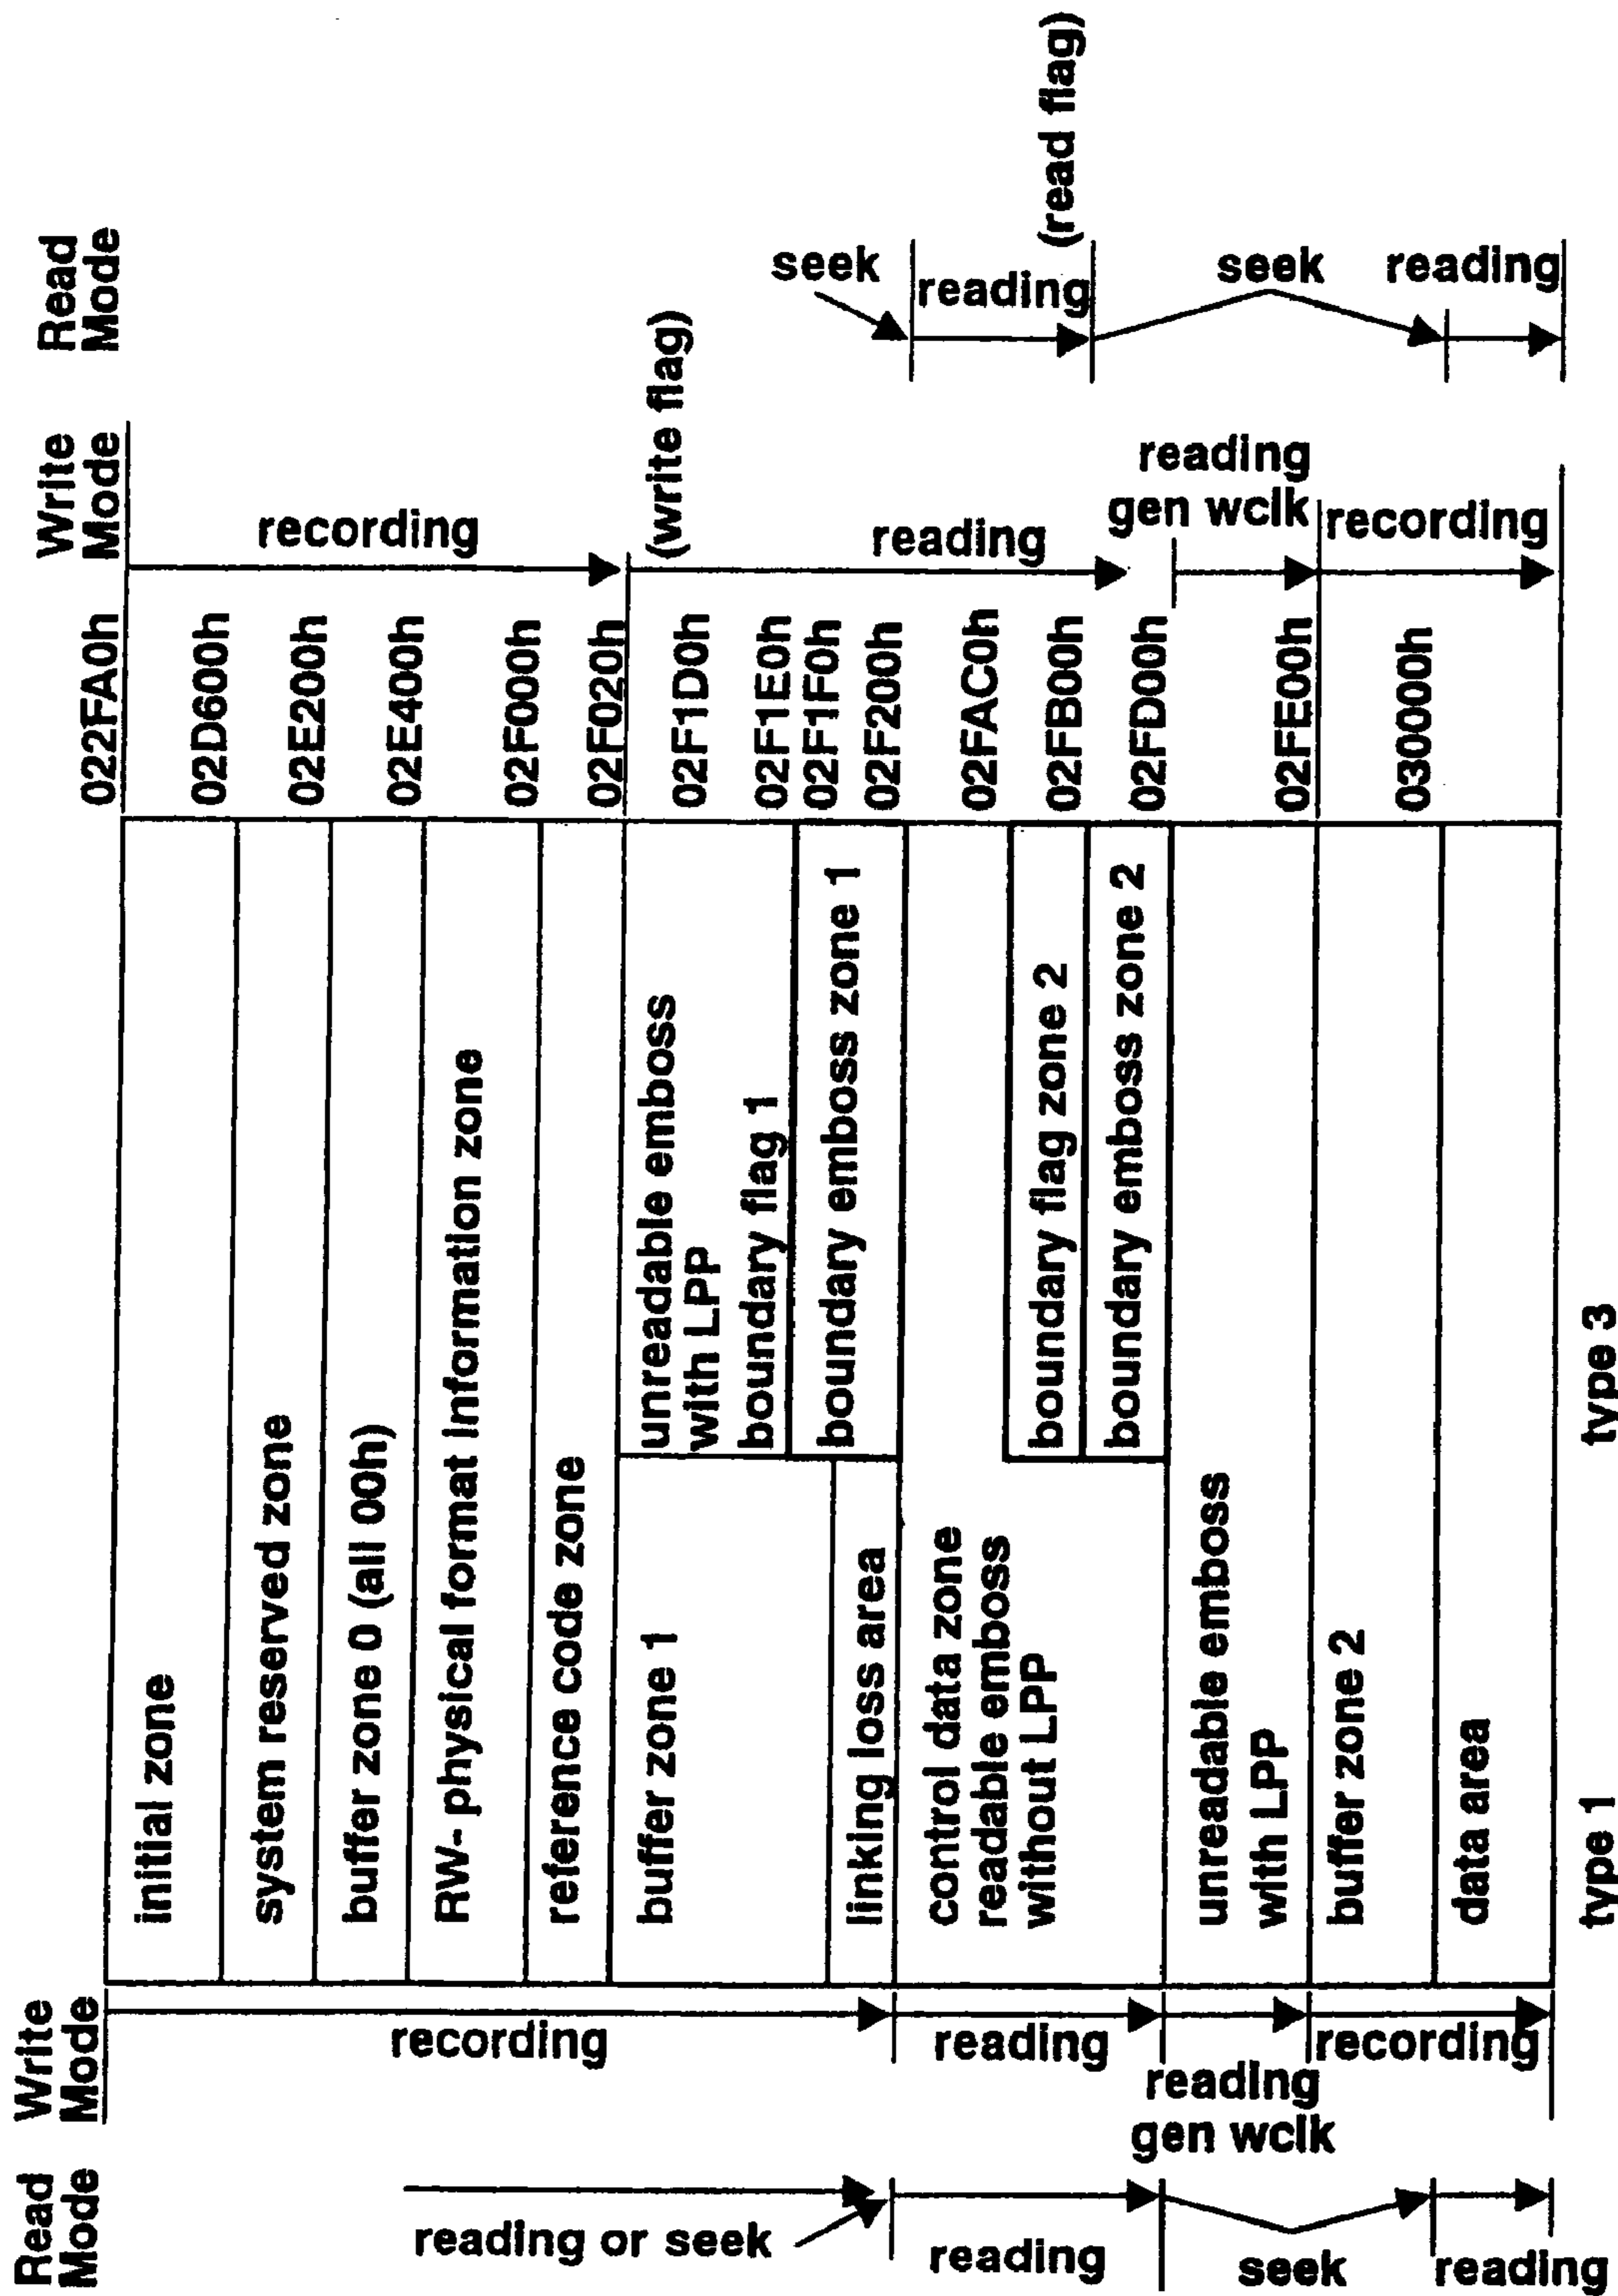 Read
Mode
Write
Mode
Write
Mode
Read
Mode
022FA0h
initial zone
02D600h
system reserved zone
02E200h
buffer zone 0 (all 00h)
02E400h
RW- physical format information zone
02F000h
reference code zone
02F020h
recording
recording
(write flag)
buffer zone 1
unreadable emboss
with LPP
02F1D0h
boundary flag 1
02F1E0h
boundary emboss zone 1
02F1F0h
linking loss area
02F200h
reading or seek
seek
control data zone
readable emboss
without LPP
02FAC0h
boundary flag zone 2
02FB00h
boundary emboss zone 2
02FD00h
reading
reading
reading
reading
(read flag)
unreadable emboss
with LPP
reading
gen wclk
reading
gen wclk
seek
seek
02FE00h
buffer zone 2
030000h
recording
recording
data area
reading
reading
type 1
type 3